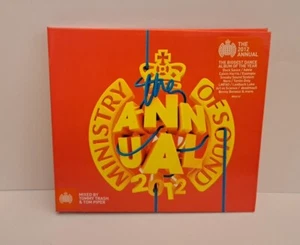 THE
2012
ANNUAL
THE BIGGEST DANCE
ALBUM OF THE YEAR
MINISTRY OF SOUND
the
ANNUAL
2012
MIXED BY
TOMMY TRASH
& TOM PIPER